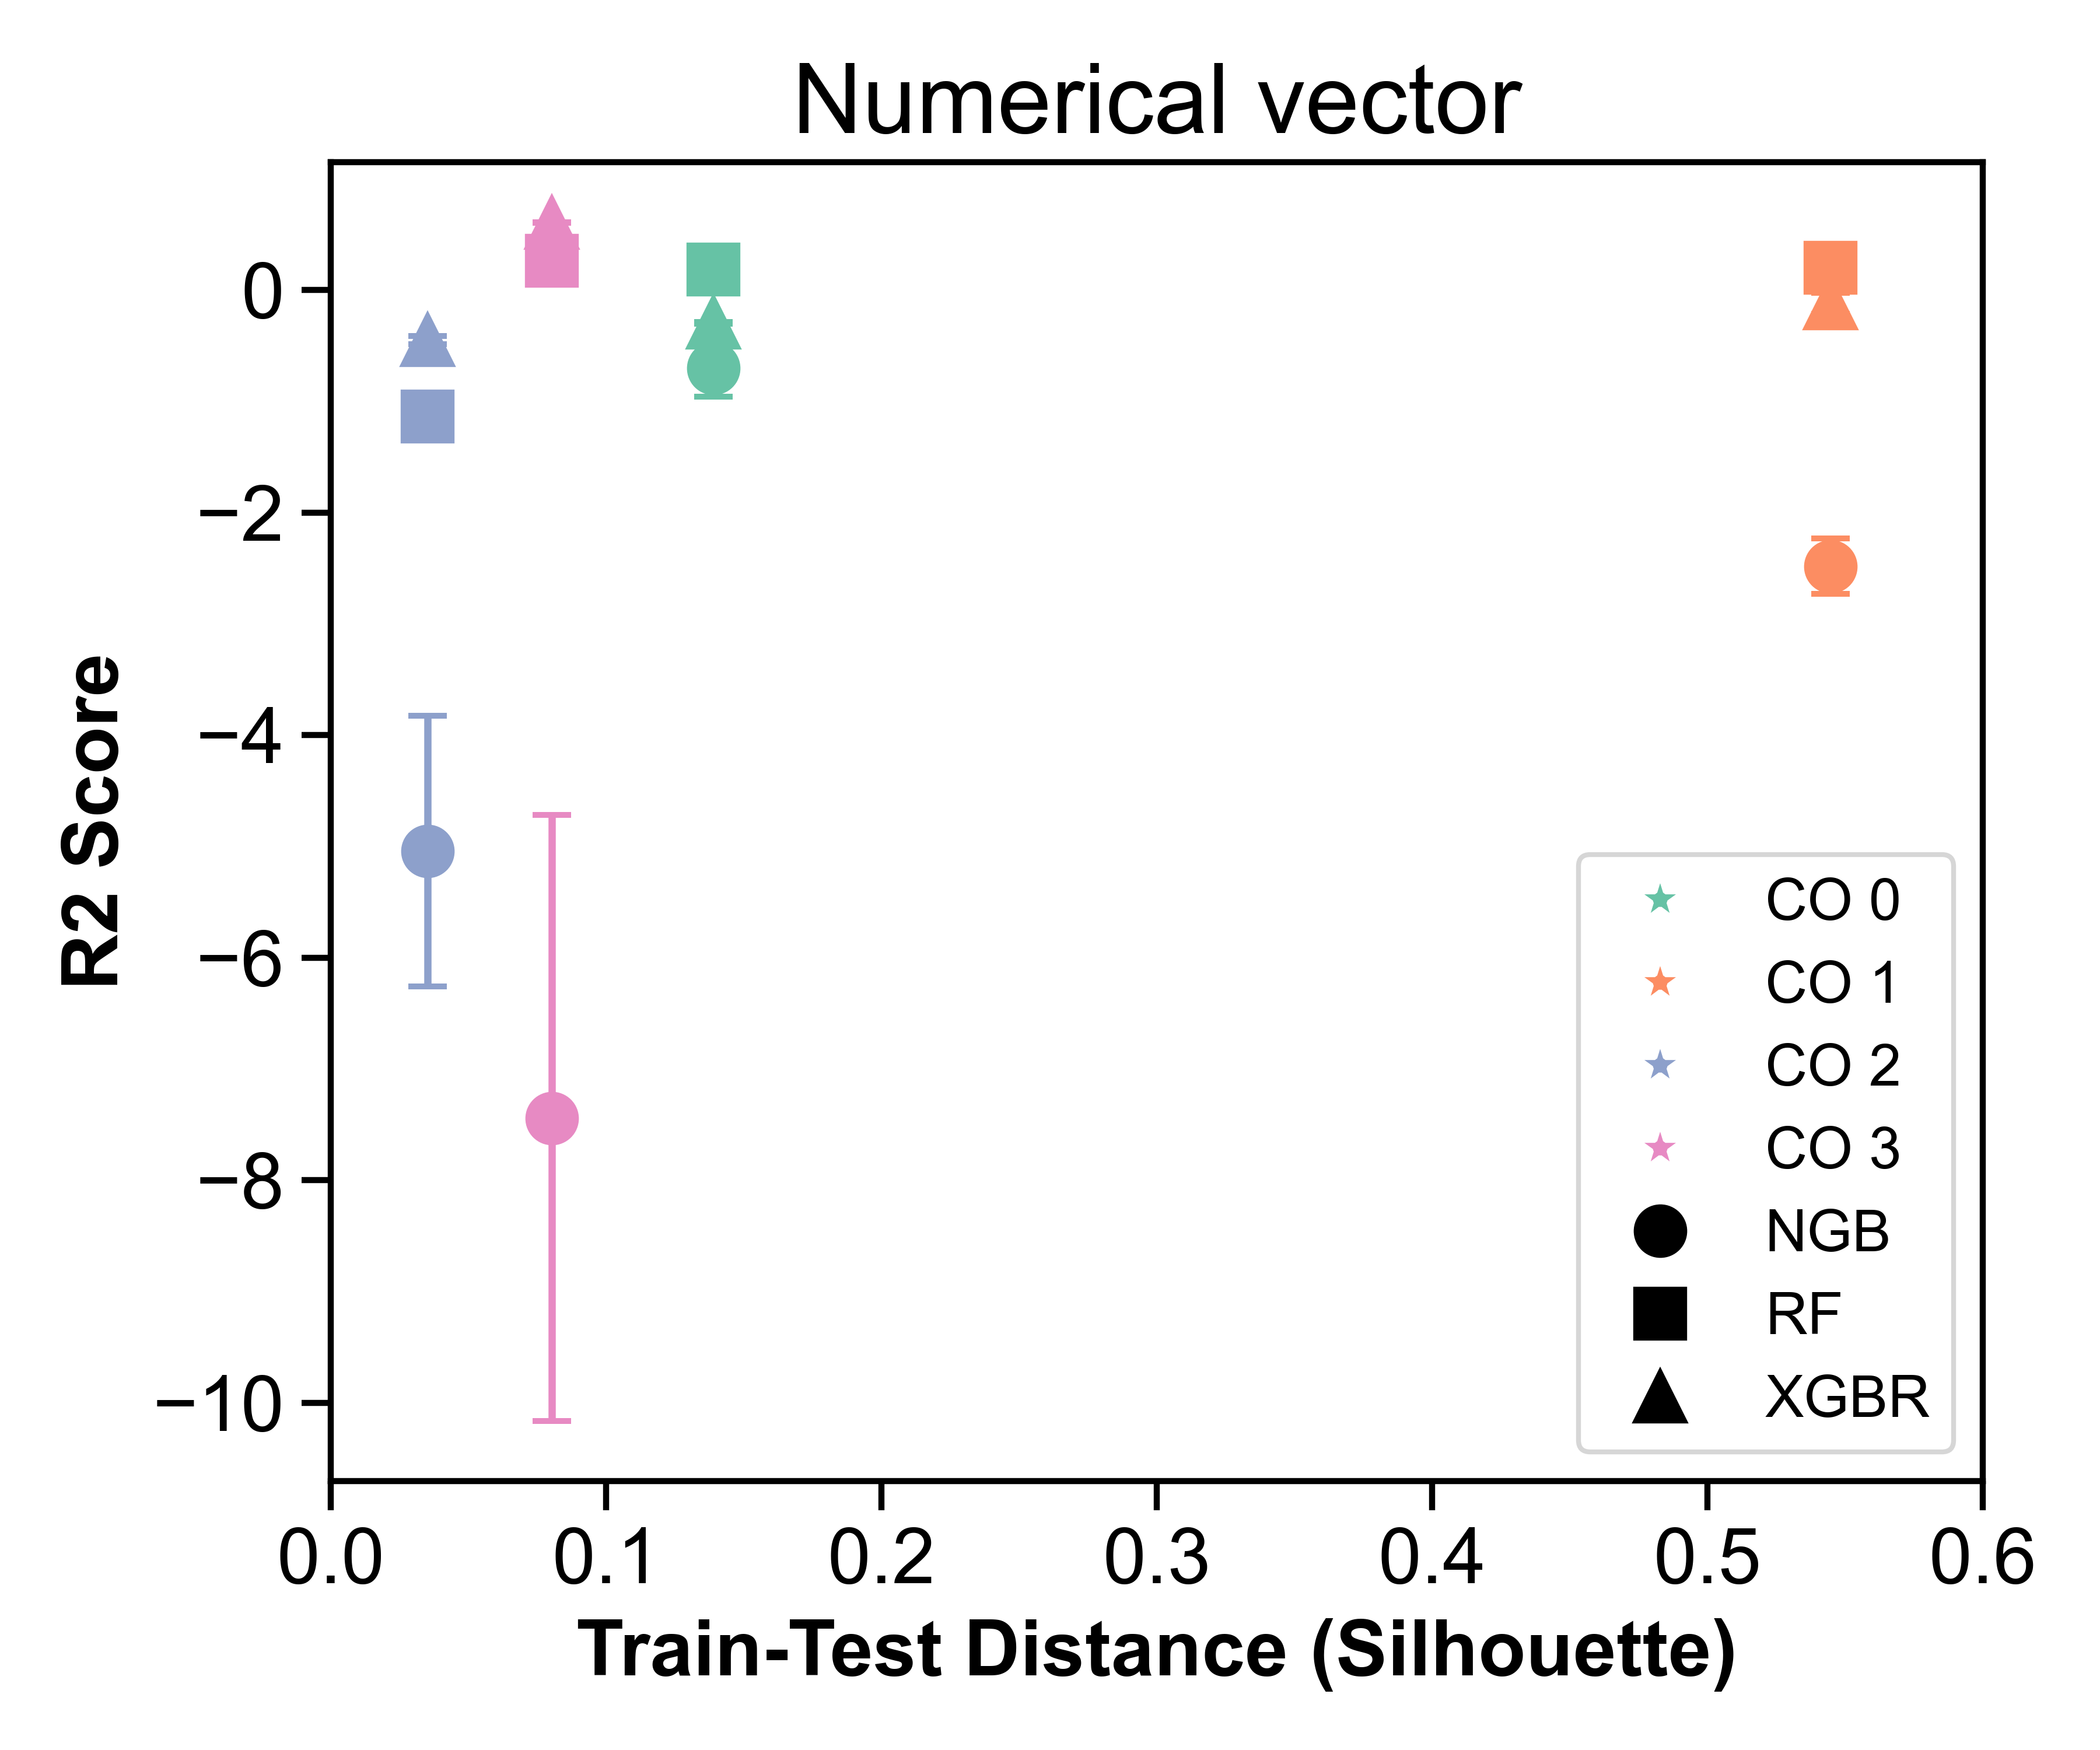 Numerical vector
R2 Score
0
−2
−4
−6
−8
−10
CO 0
CO 1
CO 2
CO 3
NGB
RF
XGBR
0.0 0.1 0.2 0.3 0.4 0.5 0.6
Train-Test Distance (Silhouette)